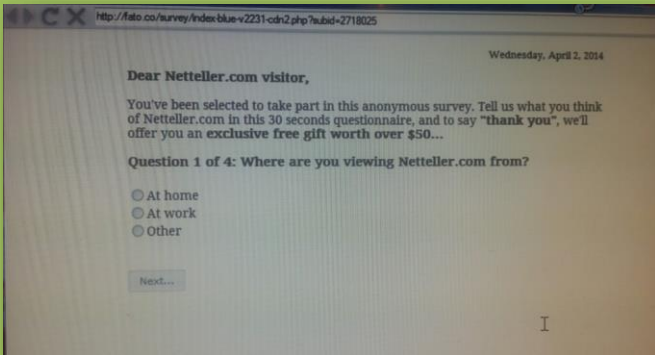 http://fato.co/survey/index-blue-v2231-cdn2.php?subid=2718025
Wednesday, April 2, 2014
Dear Netteller.com visitor,
You've been selected to take part in this anonymous survey. Tell us what you think
of Netteller.com in this 30 seconds questionnaire, and to say "thank you", we'll
offer you an exclusive free gift worth over $50...
Question 1 of 4: Where are you viewing Netteller.com from?
At home
At work
Other
Next...